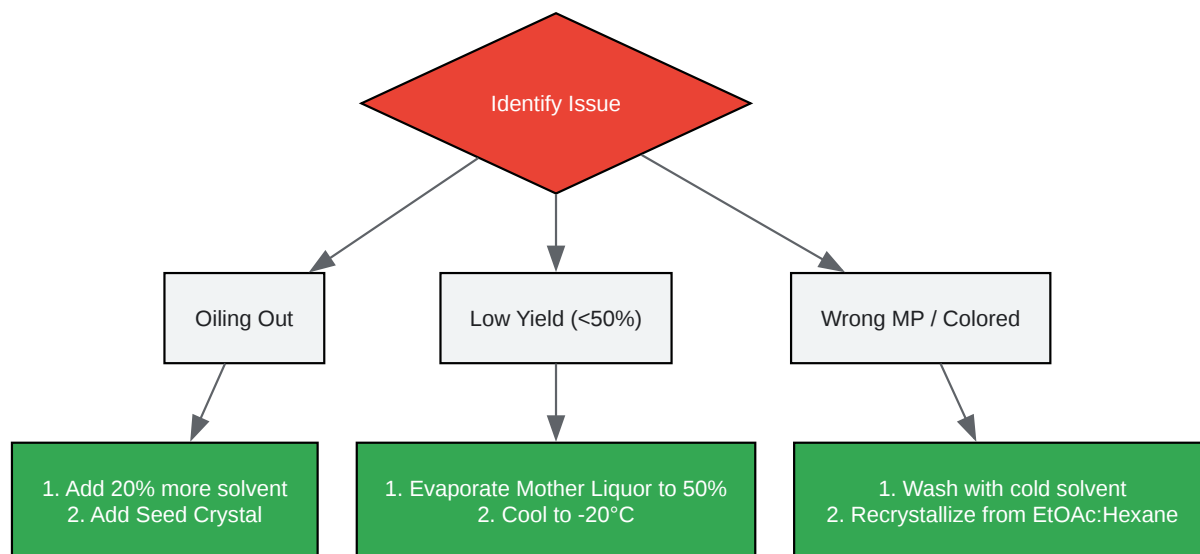 Identify Issue
Oiling Out
Low Yield (<50%)
Wrong MP / Colored
1. Add 20% more solvent
2. Add Seed Crystal
1. Evaporate Mother Liquor to 50%
2. Cool to -20°C
1. Wash with cold solvent
2. Recrystallize from EtOAc:Hexane